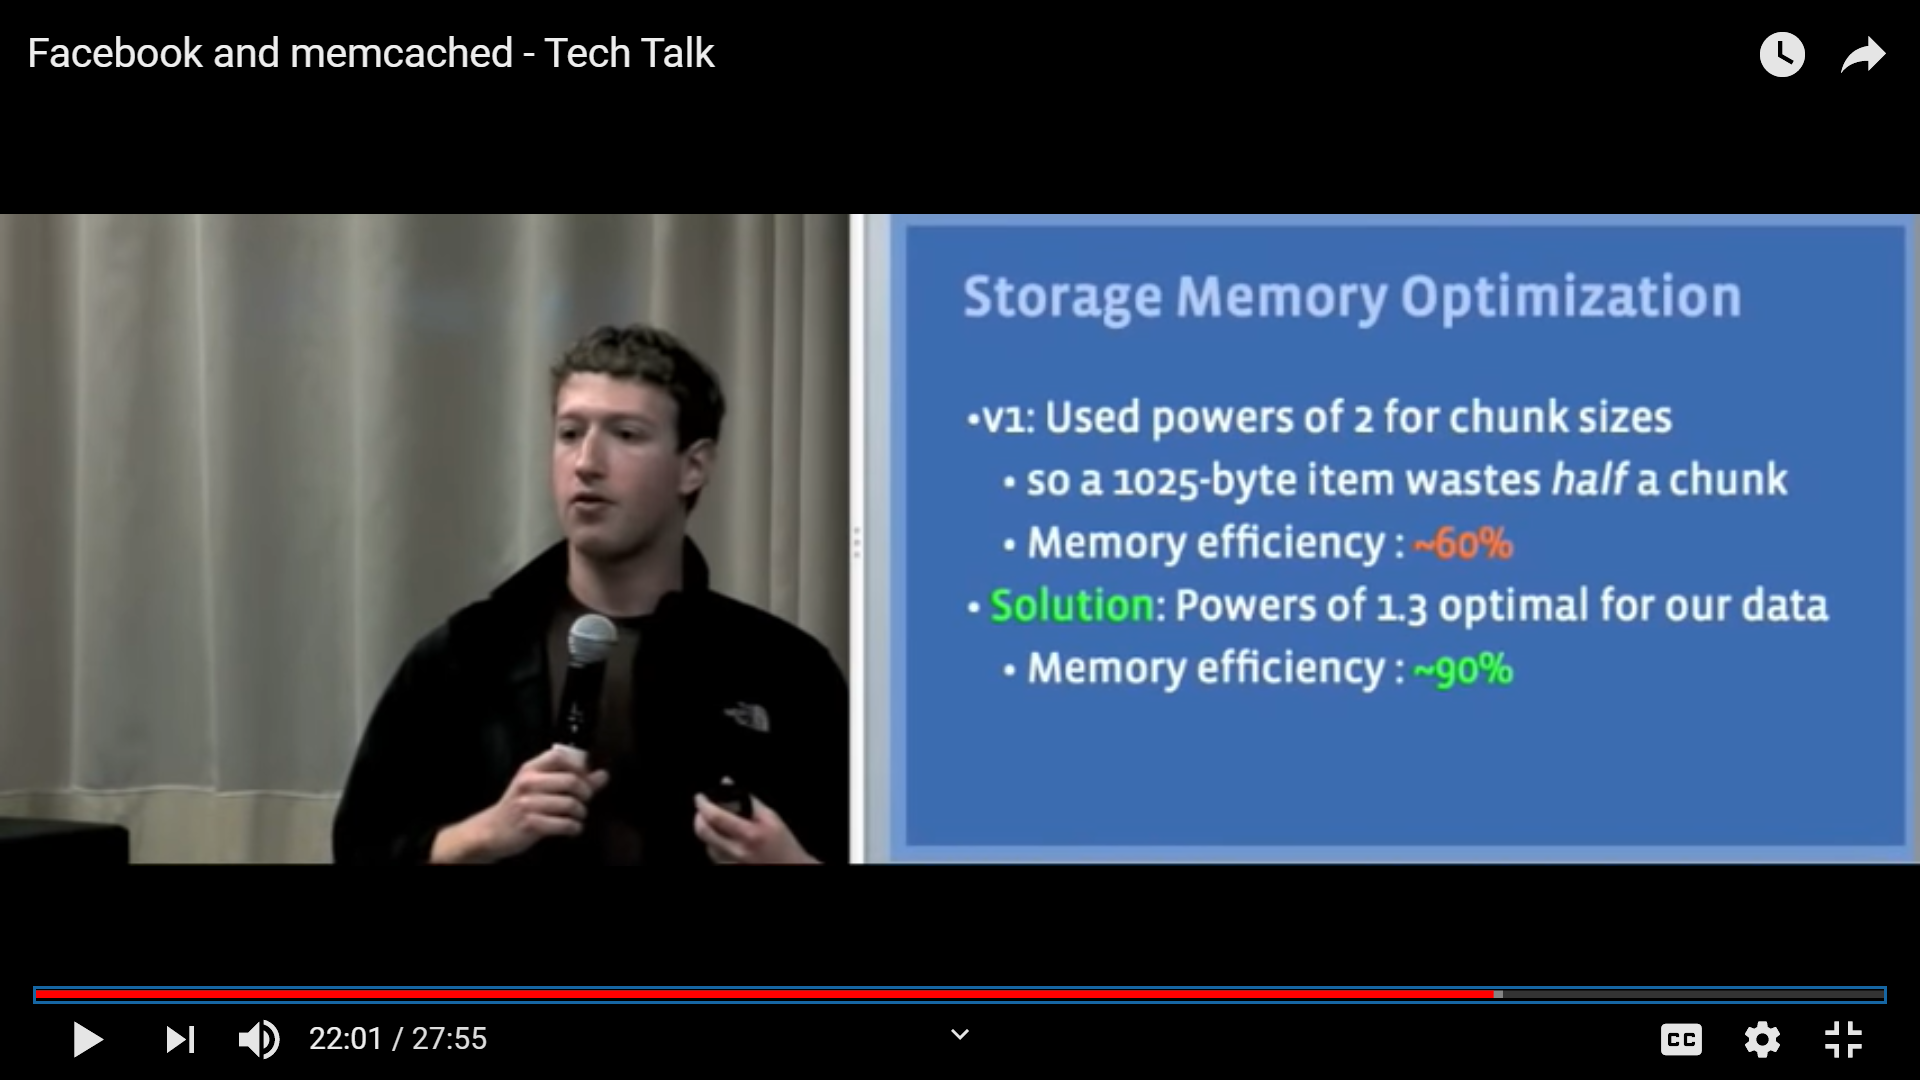 Facebook and memcached - Tech Talk
Storage Memory Optimization
•v1: Used powers of 2 for chunk sizes
• so a 1025-byte item wastes half a chunk
• Memory efficiency : ~60%
• Solution: Powers of 1.3 optimal for our data
• Memory efficiency : ~90%
22:01 / 27:55
CC